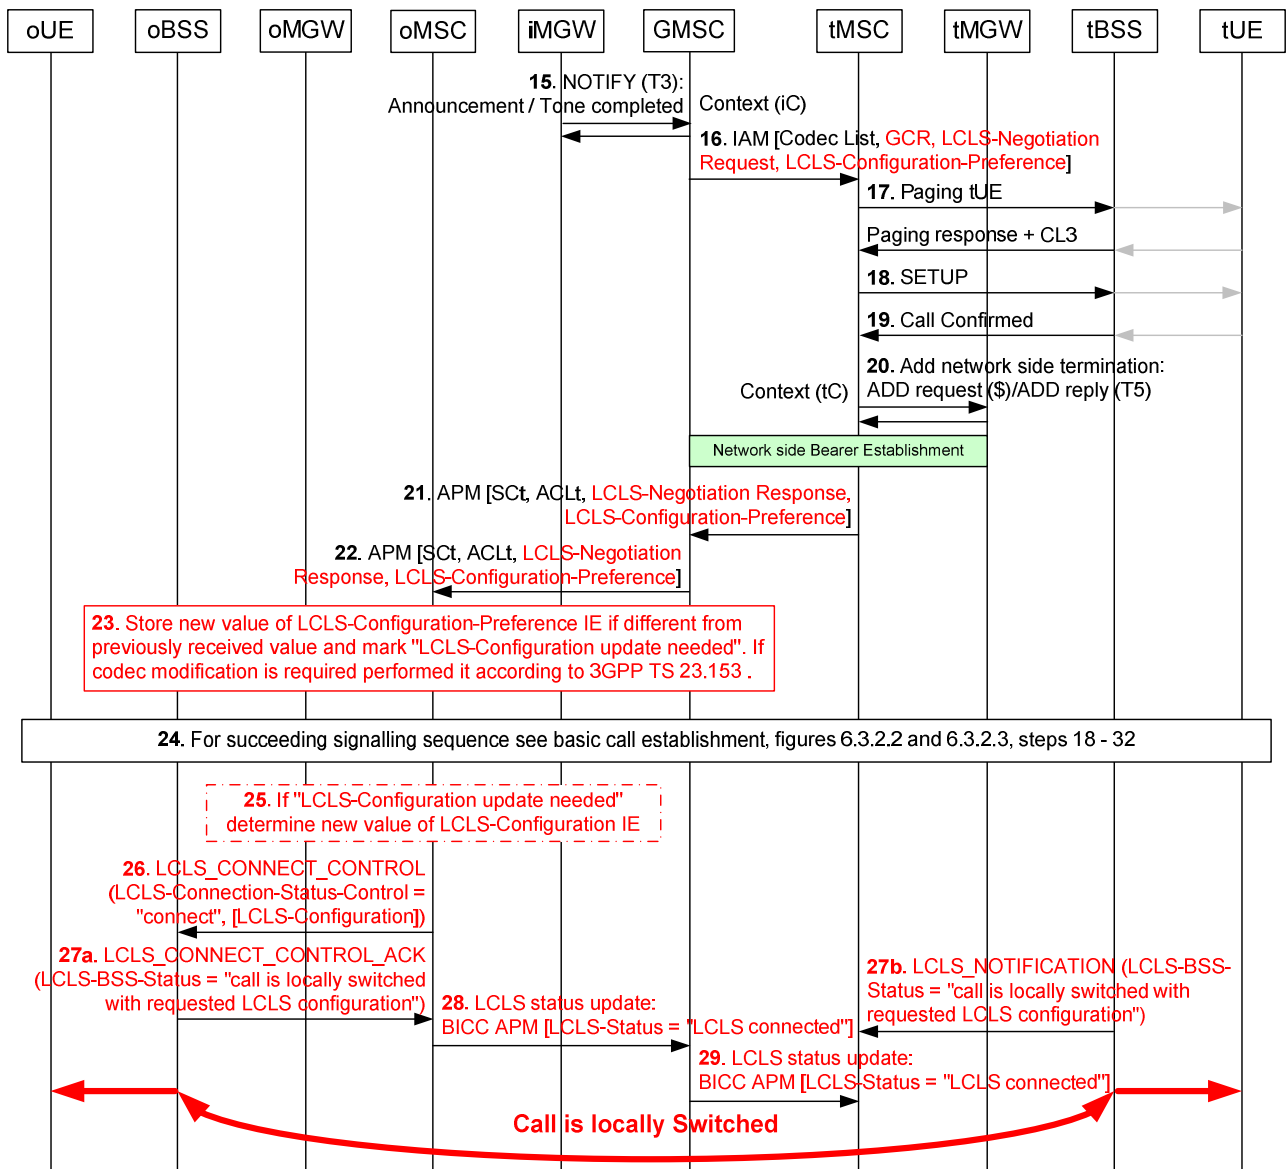 oUE oBSS oMGW oMSC iMGW GMSC tMSC tMGW tBSS tUE
15. NOTIFY (T3):
Announcement / Tone completed
Context (iC)
16. IAM [Codec List, GCR, LCLS-Negotiation
Request, LCLS-Configuration-Preference]
17. Paging tUE
Paging response + CL3
18. SETUP
19. Call Confirmed
20. Add network side termination:
ADD request ($)/ADD reply (T5)
Context (tC)
Network side Bearer Establishment
21. APM [SCt, ACLt, LCLS-Negotiation Response,
LCLS-Configuration-Preference]
22. APM [SCt, ACLt, LCLS-Negotiation
Response, LCLS-Configuration-Preference]
23. Store new value of LCLS-Configuration-Preference IE if different from
previously received value and mark "LCLS-Configuration update needed". If
codec modification is required performed it according to 3GPP TS 23.153 .
24. For succeeding signalling sequence see basic call establishment, figures 6.3.2.2 and 6.3.2.3, steps 18 - 32
25. If "LCLS-Configuration update needed"
determine new value of LCLS-Configuration IE
26. LCLS_CONNECT_CONTROL
(LCLS-Connection-Status-Control =
"connect", [LCLS-Configuration])
27a. LCLS_CONNECT_CONTROL_ACK
(LCLS-BSS-Status = "call is locally switched
with requested LCLS configuration")
27b. LCLS_NOTIFICATION (LCLS-BSS-
Status = "call is locally switched with
requested LCLS configuration")
28. LCLS status update:
BICC APM [LCLS-Status = "LCLS connected"]
29. LCLS status update:
BICC APM [LCLS-Status = "LCLS connected"]
Call is locally Switched